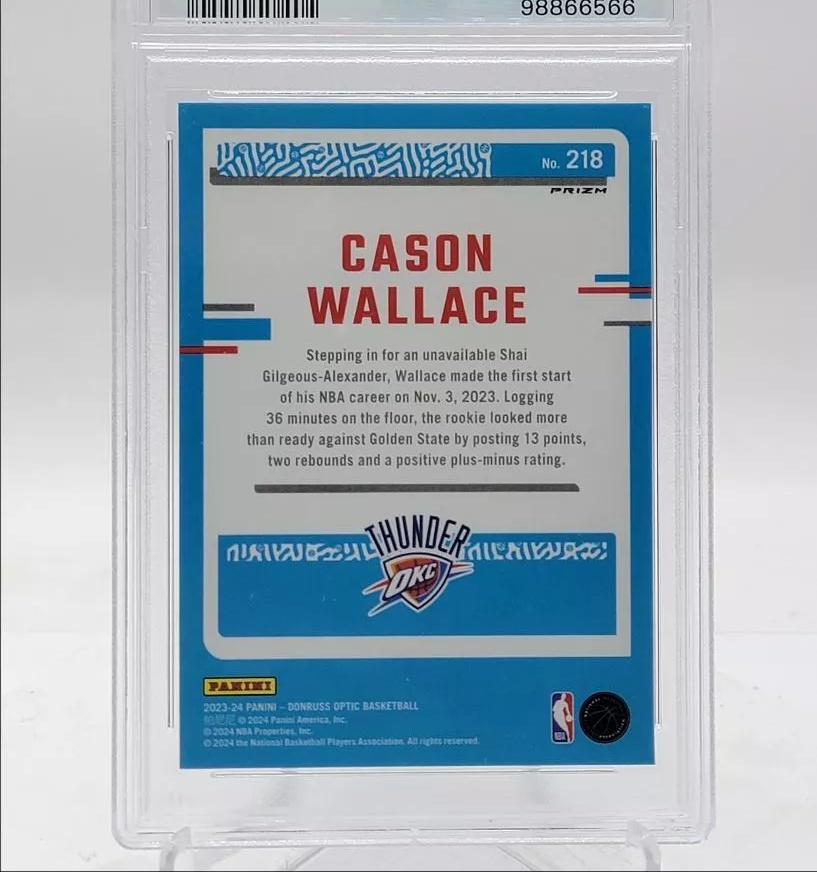 98866566
No. 218
PRIZM
CASON
WALLACE
Stepping in for an unavailable Shai
Gilgeous-Alexander, Wallace made the first start
of his NBA career on Nov. 3, 2023. Logging
36 minutes on the floor, the rookie looked more
than ready against Golden State by posting 13 points,
two rebounds and a positive plus-minus rating.
THUNDER
OKC
PANINI
2023-24 PANINI – DONRUSS OPTIC BASKETBALL
帕尼尼 © 2024 Panini America, Inc.
© 2024 NBA Properties, Inc.
© 2024 the National Basketball Players Association. All rights reserved.
NBA